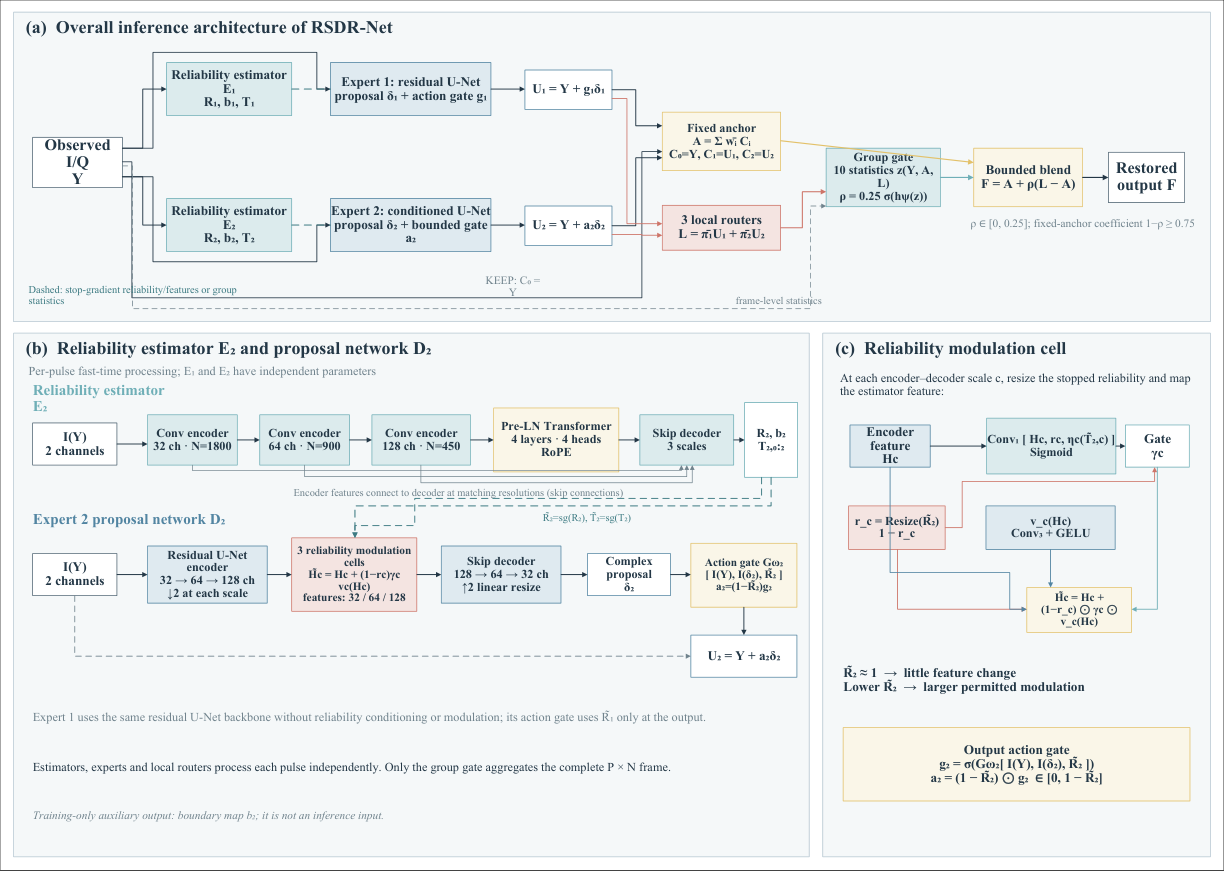 (a) Overall inference architecture of RSDR-Net
Reliability estimator
E₁
R₁, b₁, T₁
Expert 1: residual U-Net
proposal δ₁ + action gate g₁
U₁ = Y + g₁δ₁
Observed
I/Q
Y
Fixed anchor
A = Σ w̄ᵢ Cᵢ
C₀=Y, C₁=U₁, C₂=U₂
Group gate
10 statistics z(Y, A,
L)
ρ = 0.25 σ(hψ(z))
Bounded blend
F = A + ρ(L − A)
Restored
output F
Reliability estimator
E₂
R₂, b₂, T₂
Expert 2: conditioned U-Net
proposal δ₂ + bounded gate
a₂
U₂ = Y + a₂δ₂
3 local routers
L = π̄₁U₁ + π̄₂U₂
ρ ∈ [0, 0.25]; fixed-anchor coefficient 1−ρ ≥ 0.75
KEEP: C₀ =
Y
Dashed: stop-gradient reliability/features or group
statistics
frame-level statistics
(b) Reliability estimator E₂ and proposal network D₂
Per-pulse fast-time processing; E₁ and E₂ have independent parameters
Reliability estimator
E₂
I(Y)
2 channels
Conv encoder
32 ch · N=1800
Conv encoder
64 ch · N=900
Conv encoder
128 ch · N=450
Pre-LN Transformer
4 layers · 4 heads
RoPE
Skip decoder
3 scales
R₂, b₂
T₂,₀:₂
Encoder features connect to decoder at matching resolutions (skip connections)
Expert 2 proposal network D₂
R̃₂=sg(R₂), T̃₂=sg(T₂)
I(Y)
2 channels
Residual U-Net
encoder
32 → 64 → 128 ch
↓2 at each scale
3 reliability modulation
cells
H̃c = Hc + (1−rc)γc
vc(Hc)
features: 32 / 64 / 128
Skip decoder
128 → 64 → 32 ch
↑2 linear resize
Complex
proposal
δ₂
Action gate Gω₂
[ I(Y), I(δ₂), R̃₂ ]
a₂=(1−R̃₂)g₂
U₂ = Y + a₂δ₂
Expert 1 uses the same residual U-Net backbone without reliability conditioning or modulation; its action gate uses R̃₁ only at the output.
Estimators, experts and local routers process each pulse independently. Only the group gate aggregates the complete P × N frame.
Training-only auxiliary output: boundary map b₂; it is not an inference input.
(c) Reliability modulation cell
At each encoder–decoder scale c, resize the stopped reliability and map
the estimator feature:
Encoder
feature
Hc
Conv₁ [ Hc, rc, ηc(T̃₂,c) ]
Sigmoid
Gate
γc
r_c = Resize(R̃₂)
1 − r_c
v_c(Hc)
Conv₃ + GELU
H̃c = Hc +
(1−r_c) ⊙ γc ⊙
v_c(Hc)
R̃₂ ≈ 1 → little feature change
Lower R̃₂ → larger permitted modulation
Output action gate
g₂ = σ(Gω₂[ I(Y), I(δ₂), R̃₂ ])
a₂ = (1 − R̃₂) ⊙ g₂ ∈ [0, 1 − R̃₂]